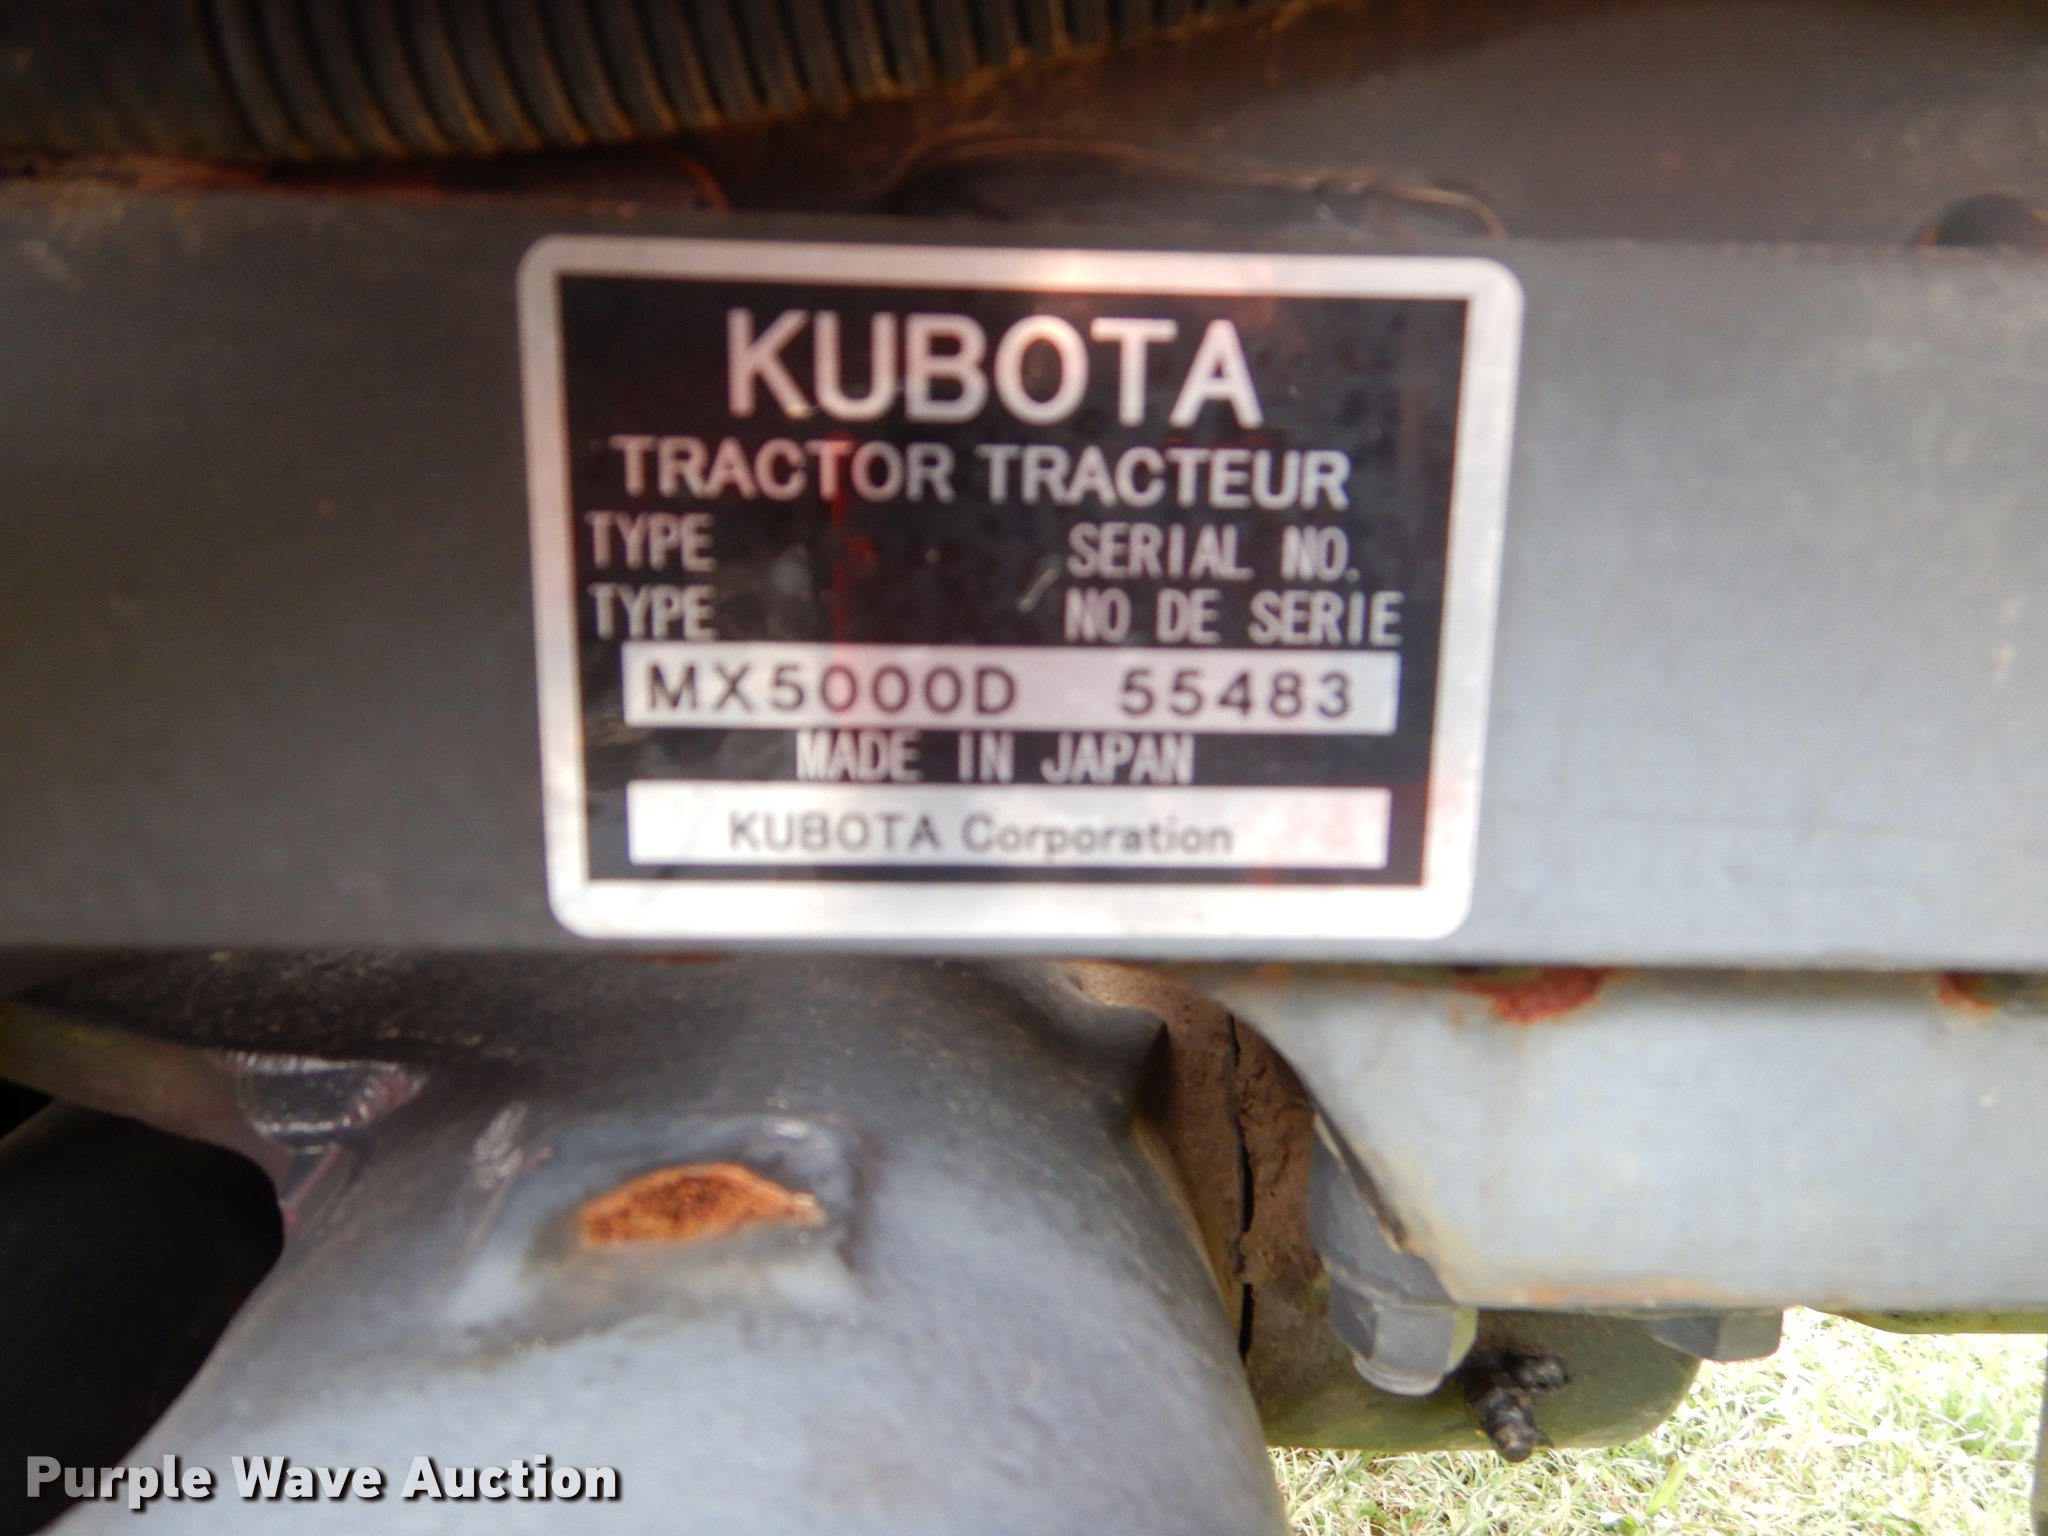 KUBOTA
TRACTOR TRACTEUR
TYPE SERIAL NO.
TYPE NO DE SERIE
MX5000D 55483
MADE IN JAPAN
KUBOTA Corporation
Purple Wave Auction